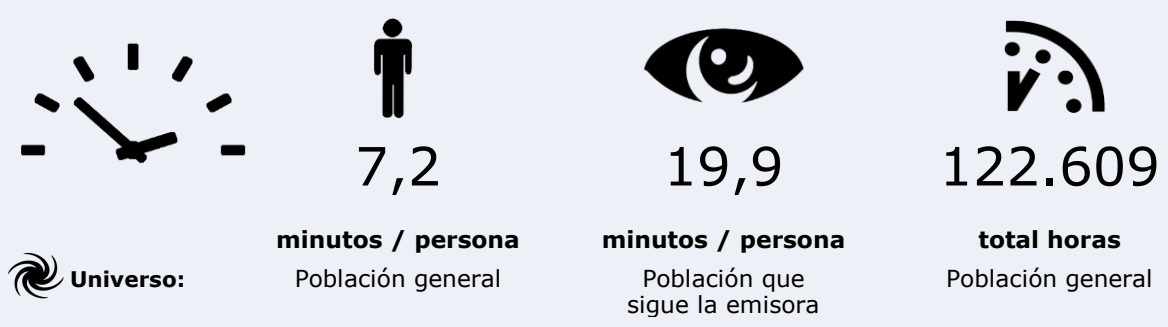 7,2
19,9
122.609
minutos / persona
minutos / persona
total horas
Universo:
Población general
Población que
sigue la emisora
Población general